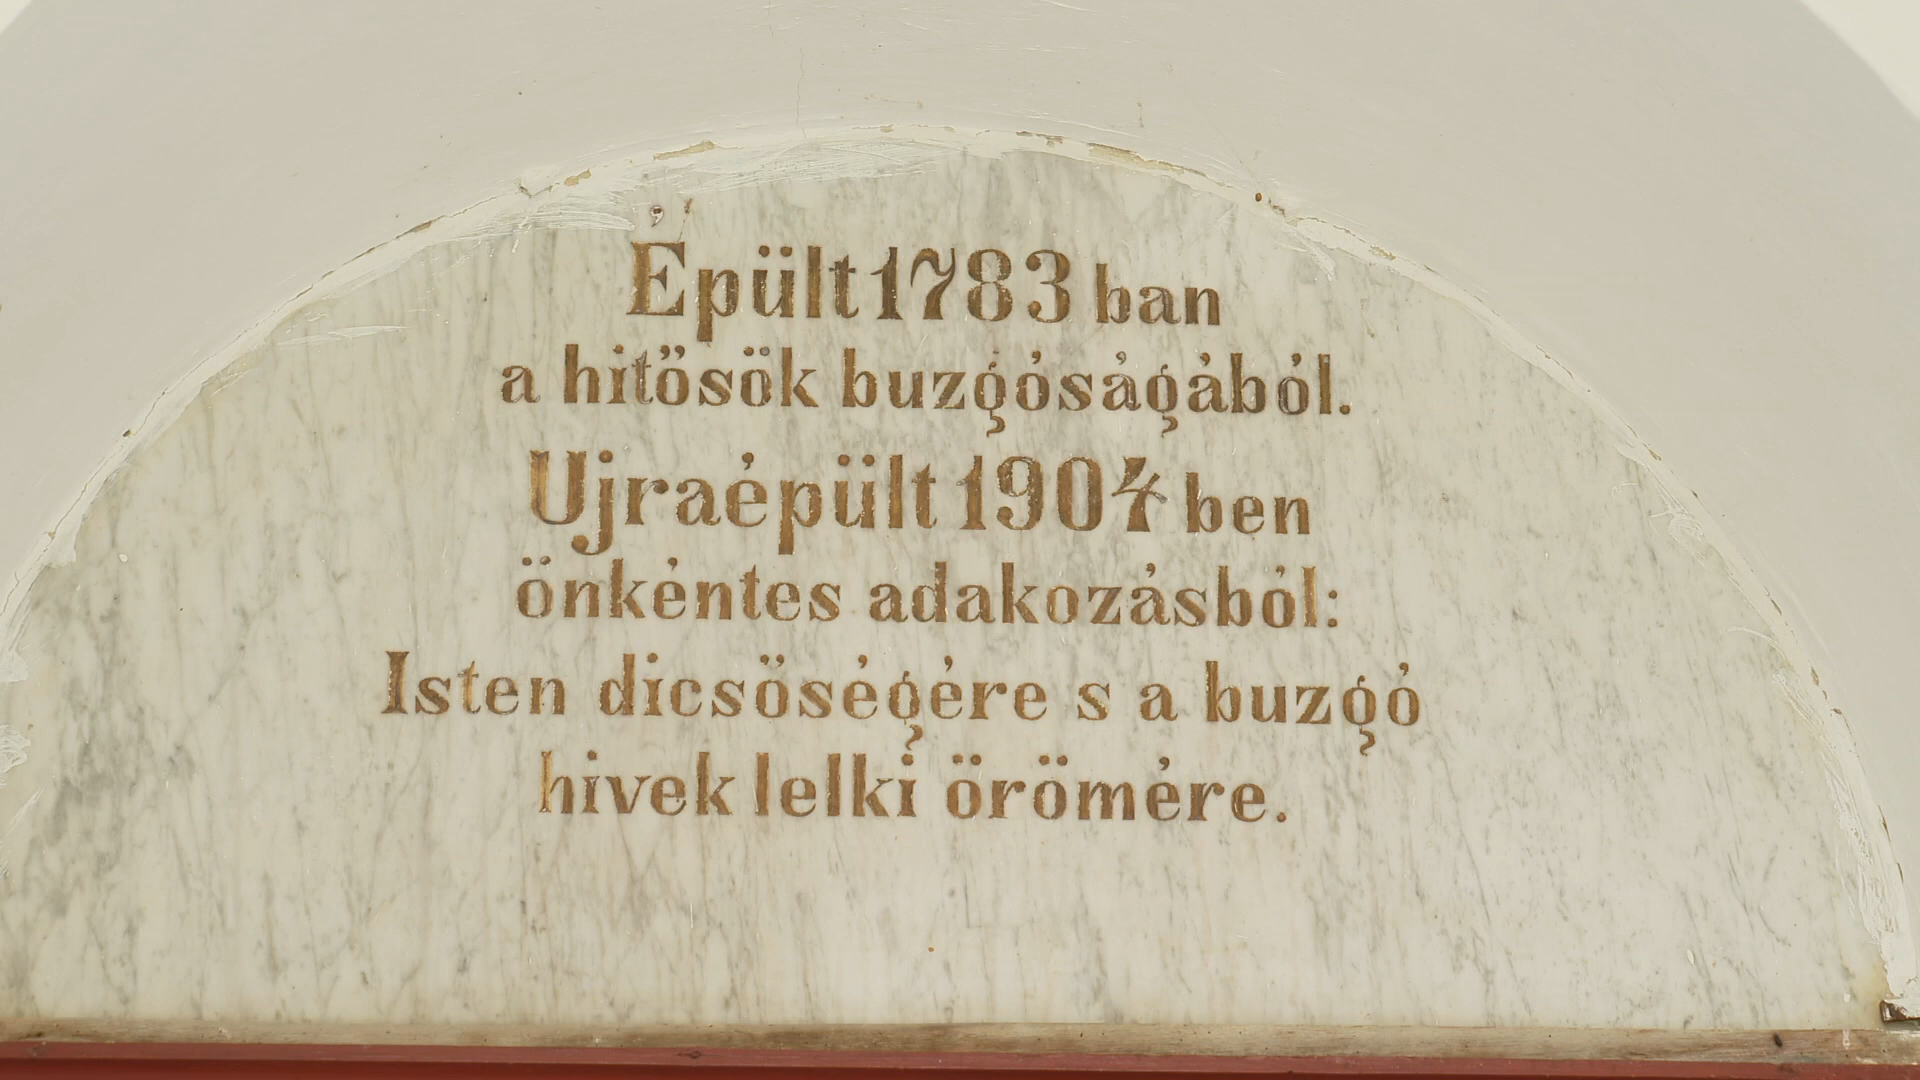 Épült 1783 ban
a hitösök buzgóságából.
Ujraépült 1904 ben
önkéntes adakozásból:
Isten dicsöségére s a buzgó
hivek lelki örömére.